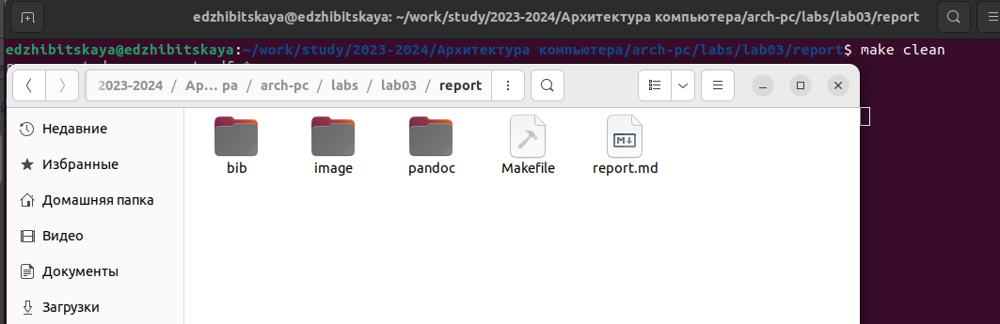 edzhibitskaya@edzhibitskaya: ~/work/study/2023-2024/Архитектура компьютера/arch-pc/labs/lab03/report
edzhibitskaya@edzhibitskaya:~/work/study/2023-2024/Архитектура компьютера/arch-pc/labs/lab03/report$ make clean
2023-2024 / Ар… ра / arch-pc / labs / lab03 / report
Недавние
Избранные
Домашняя папка
Видео
Документы
Загрузки
bib
image
pandoc
Makefile
report.md